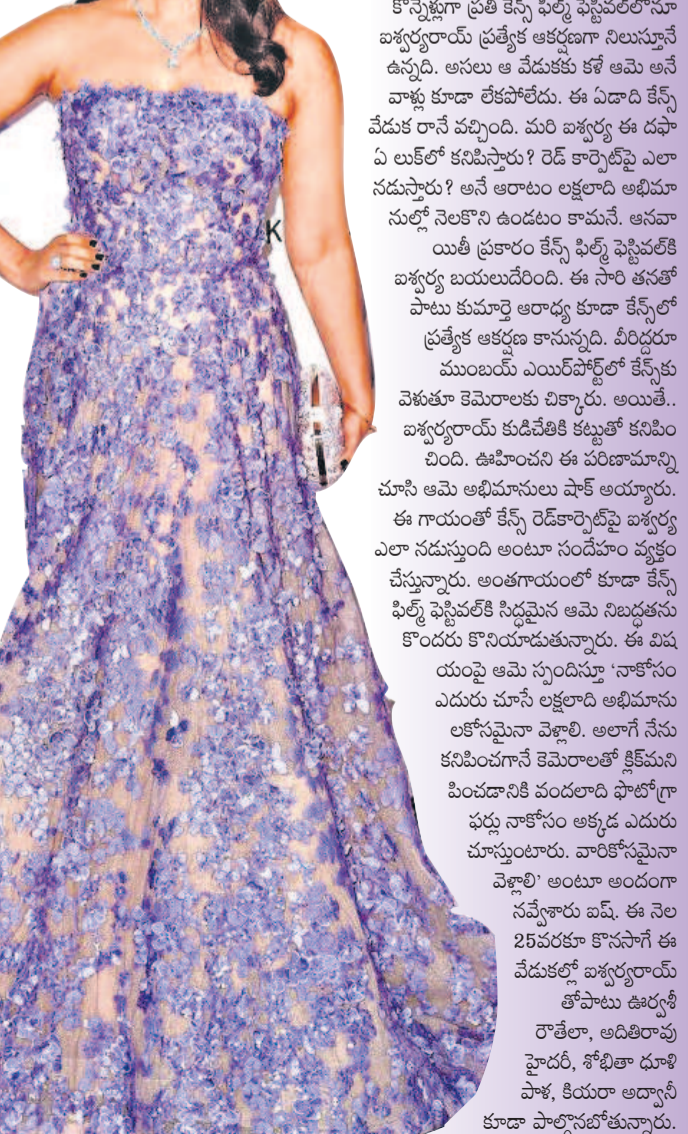 కొన్నేళ్లుగా ప్రతి కేన్స్ ఫిల్మ్ ఫెస్టివల్‌లోనూ
ఐశ్వర్యరాయ్ ప్రత్యేక ఆకర్షణగా నిలుస్తూనే
ఉన్నది. అసలు ఆ వేడుకకు కళే ఆమె అనే
వాళ్లు కూడా లేకపోలేదు. ఈ ఏడాది కేన్స్
వేడుక రానే వచ్చింది. మరి ఐశ్వర్య ఈ దఫా
ఏ లుక్‌లో కనిపిస్తారు? రెడ్ కార్పెట్‌పై ఎలా
నడుస్తారు? అనే ఆరాటం లక్షలాది అభిమా
నుల్లో నెలకొని ఉండటం కామనే. ఆనవా
యితీ ప్రకారం కేన్స్ ఫిల్మ్ ఫెస్టివల్‌కి
K
ఐశ్వర్య బయలుదేరింది. ఈ సారి తనతో
పాటు కుమార్తె ఆరాధ్య కూడా కేన్స్‌లో
ప్రత్యేక ఆకర్షణ కానున్నది. వీరిద్దరూ
ముంబయ్ ఎయిర్‌పోర్ట్‌లో కేన్స్‌కు
వెళుతూ కెమెరాలకు చిక్కారు. అయితే..
ఐశ్వర్యరాయ్ కుడిచేతికి కట్టుతో కనిపిం
చింది. ఊహించని ఈ పరిణామాన్ని
చూసి ఆమె అభిమానులు షాక్ అయ్యారు.
ఈ గాయంతో కేన్స్ రెడ్‌కార్పెట్‌పై ఐశ్వర్య
ఎలా నడుస్తుంది అంటూ సందేహం వ్యక్తం
చేస్తున్నారు. అంతగాయంలో కూడా కేన్స్
ఫిల్మ్ ఫెస్టివల్‌కి సిద్ధమైన ఆమె నిబద్ధతను
కొందరు కొనియాడుతున్నారు. ఈ విష
యంపై ఆమె స్పందిస్తూ ‘నాకోసం
ఎదురు చూసే లక్షలాది అభిమాను
లకోసమైనా వెళ్లాలి. అలాగే నేను
కనిపించగానే కెమెరాలతో క్లిక్‌మని
పించడానికి వందలాది ఫొటోగ్రా
ఫర్లు నాకోసం అక్కడ ఎదురు
చూస్తుంటారు. వారికోసమైనా
వెళ్లాలి’ అంటూ అందంగా
నవ్వేశారు ఐష్. ఈ నెల
25వరకూ కొనసాగే ఈ
వేడుకల్లో ఐశ్వర్యరాయ్
తోపాటు ఊర్వశీ
రౌతేలా, అదితిరావు
హైదరీ, శోభితా ధూళి
పాళ, కియరా అద్వానీ
కూడా పాల్గొనబోతున్నారు.